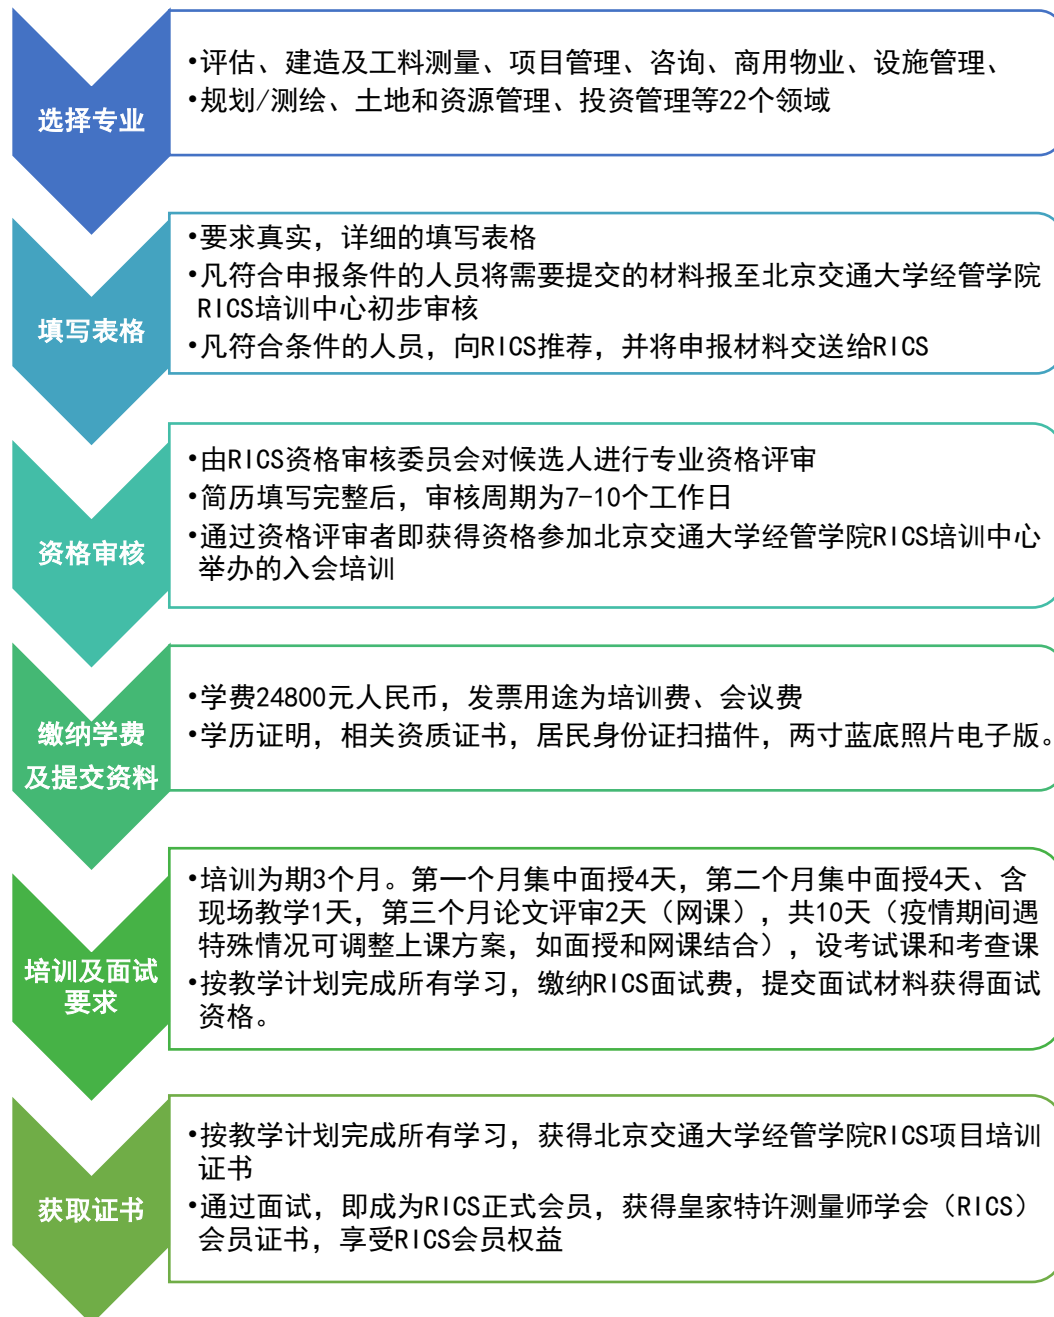 选择专业
•评估、建造及工料测量、项目管理、咨询、商用物业、设施管理、
•规划/测绘、土地和资源管理、投资管理等22个领域
填写表格
•要求真实，详细的填写表格
•凡符合申报条件的人员将需要提交的材料报至北京交通大学经管学院
RICS培训中心初步审核
•凡符合条件的人员，向RICS推荐，并将申报材料交送给RICS
资格审核
•由RICS资格审核委员会对候选人进行专业资格评审
•简历填写完整后，审核周期为7-10个工作日
•通过资格评审者即获得资格参加北京交通大学经管学院RICS培训中心
举办的入会培训
缴纳学费
及提交资料
•学费24800元人民币，发票用途为培训费、会议费
•学历证明，相关资质证书，居民身份证扫描件，两寸蓝底照片电子版。
培训及面试
要求
•培训为期3个月。第一个月集中面授4天，第二个月集中面授4天、含
现场教学1天，第三个月论文评审2天（网课），共10天（疫情期间遇
特殊情况可调整上课方案，如面授和网课结合），设考试课和考查课
•按教学计划完成所有学习，缴纳RICS面试费，提交面试材料获得面试
资格。
获取证书
•按教学计划完成所有学习，获得北京交通大学经管学院RICS项目培训
证书
•通过面试，即成为RICS正式会员，获得皇家特许测量师学会（RICS）
会员证书，享受RICS会员权益